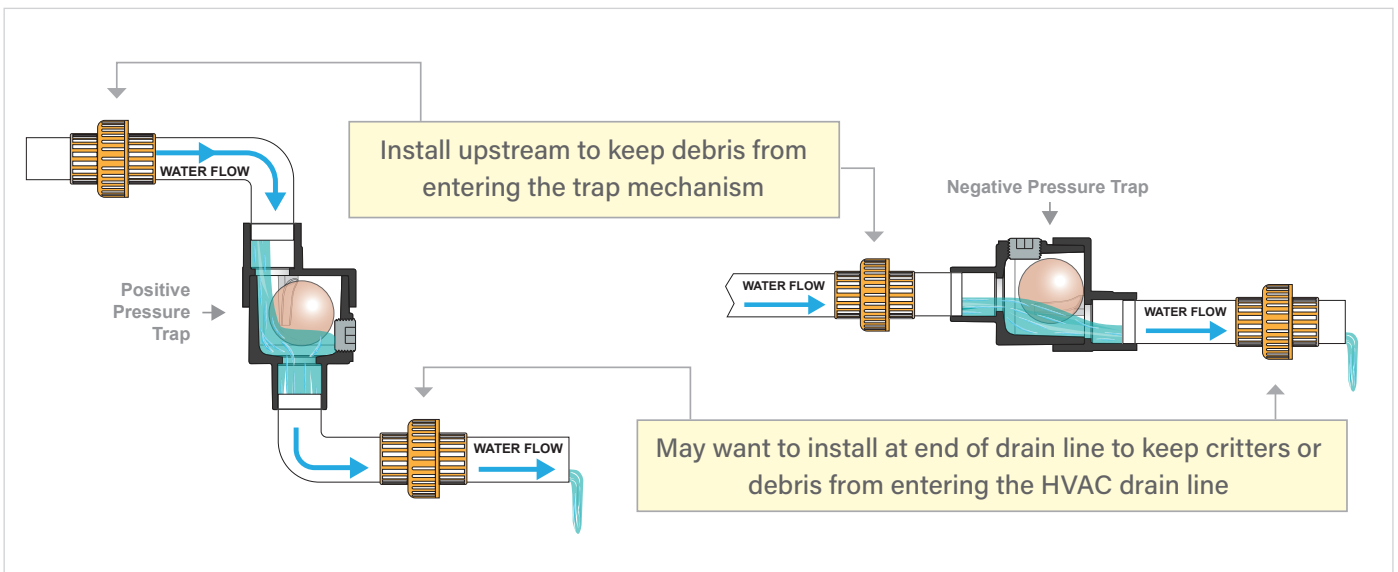 WATER FLOW
Install upstream to keep debris from
entering the trap mechanism
Negative Pressure Trap
WATER FLOW
WATER FLOW
Positive
Pressure
Trap
WATER FLOW
May want to install at end of drain line to keep critters or
debris from entering the HVAC drain line